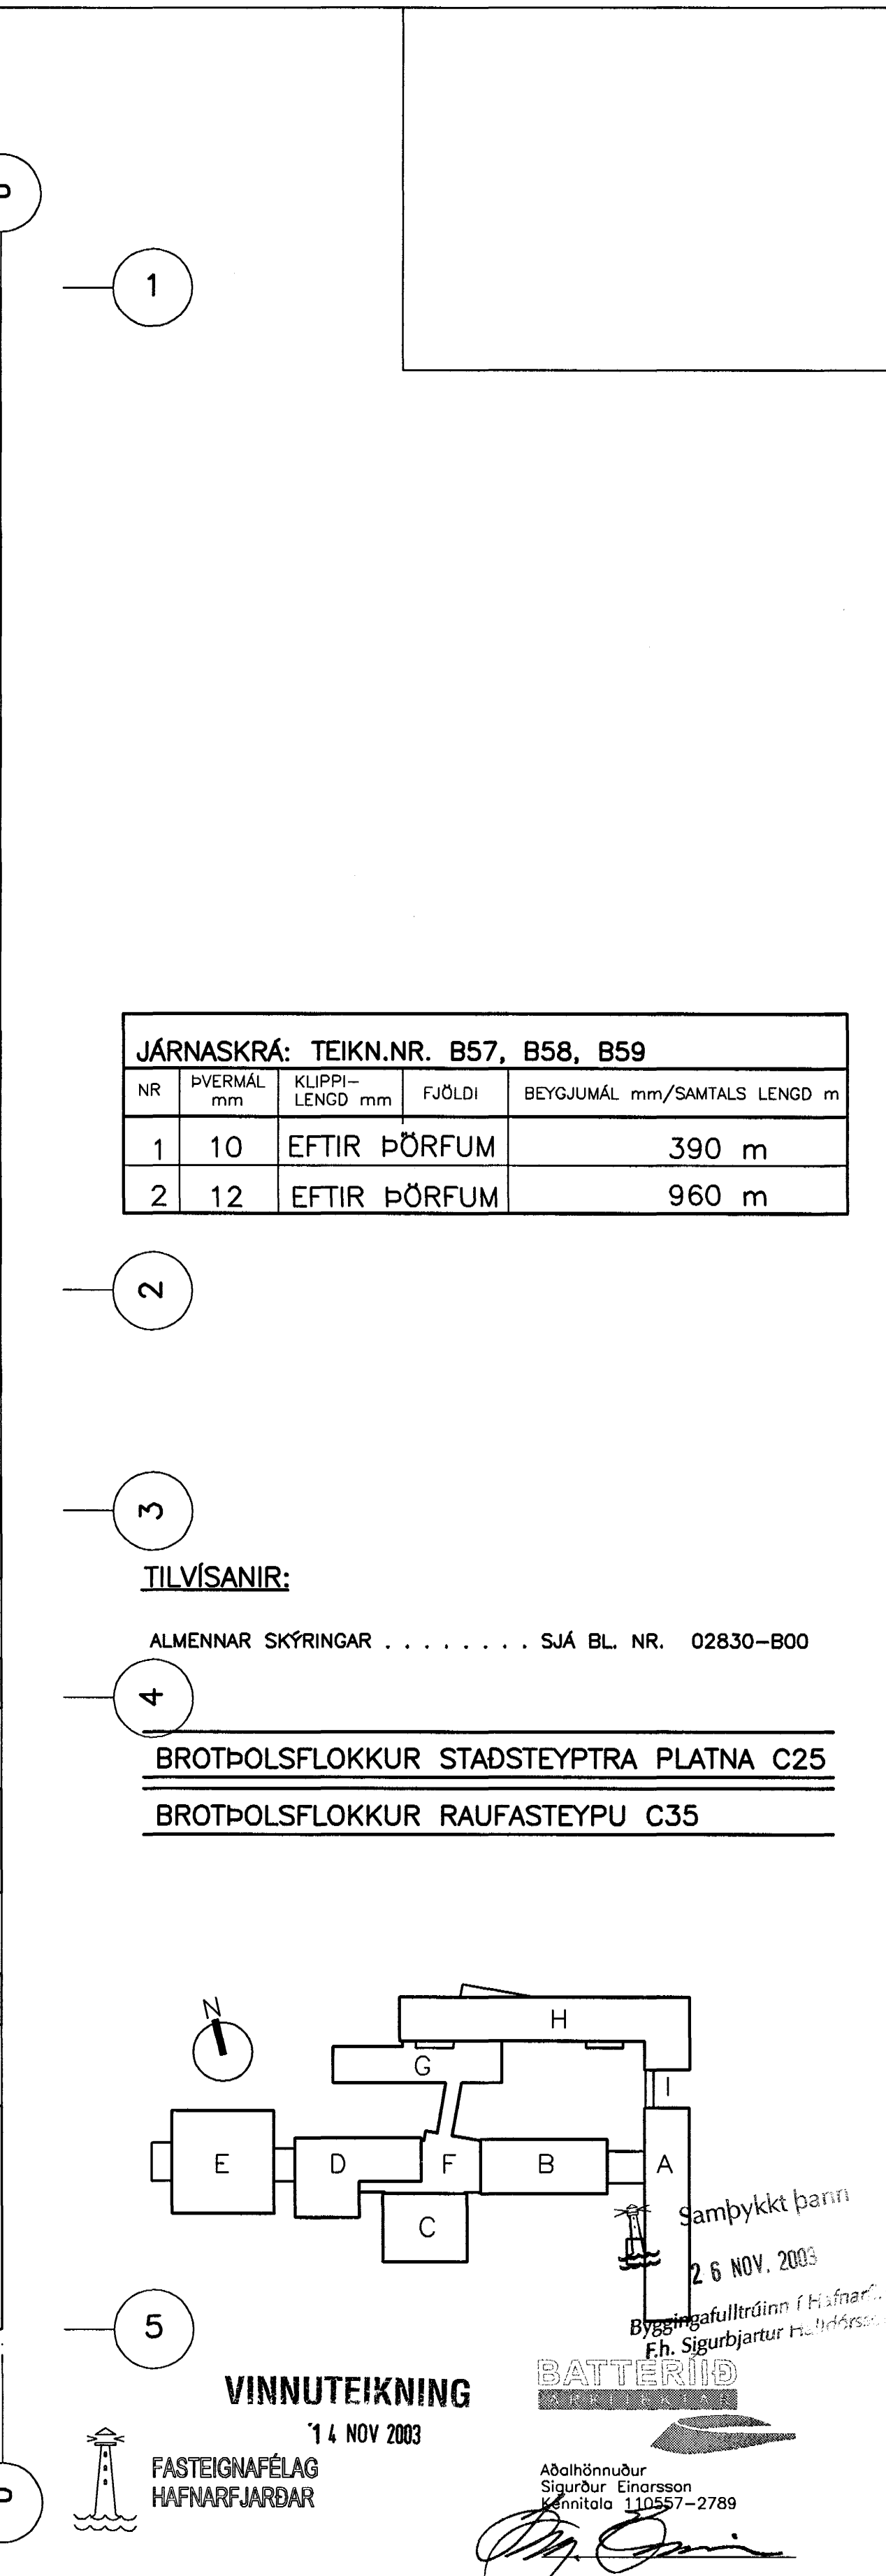 1
JÁRNASKRÁ: TEIKN.NR. B57, B58, B59
NR ÞVERMÁL mm KLIPPI-LENGD mm FJÖLDI BEYGJUMÁL mm/SAMTALS LENGD m
1 10 EFTIR ÞÖRFUM 390 m
2 12 EFTIR ÞÖRFUM 960 m
2
3
TILVÍSANIR:
ALMENNAR SKÝRINGAR . . . . . . . . SJÁ BL. NR. 02830-B00
4
BROTÞOLSFLOKKUR STAÐSTEYPTRA PLATNA C25
BROTÞOLSFLOKKUR RAUFASTEYPU C35
N
H
G
I
E D F B A
C
Samþykkt þann
26 NOV. 2003
Byggingafulltrúinn í
F.h. Sigurbjartur
5
BATTERÍIÐ
ARKITEKTAR
VINNUTEIKNING
14 NOV 2003
FASTEIGNAFÉLAG
HAFNARFJARÐAR
Aðalhönnuður
Sigurður Einarsson
Kennitala 110557-2789